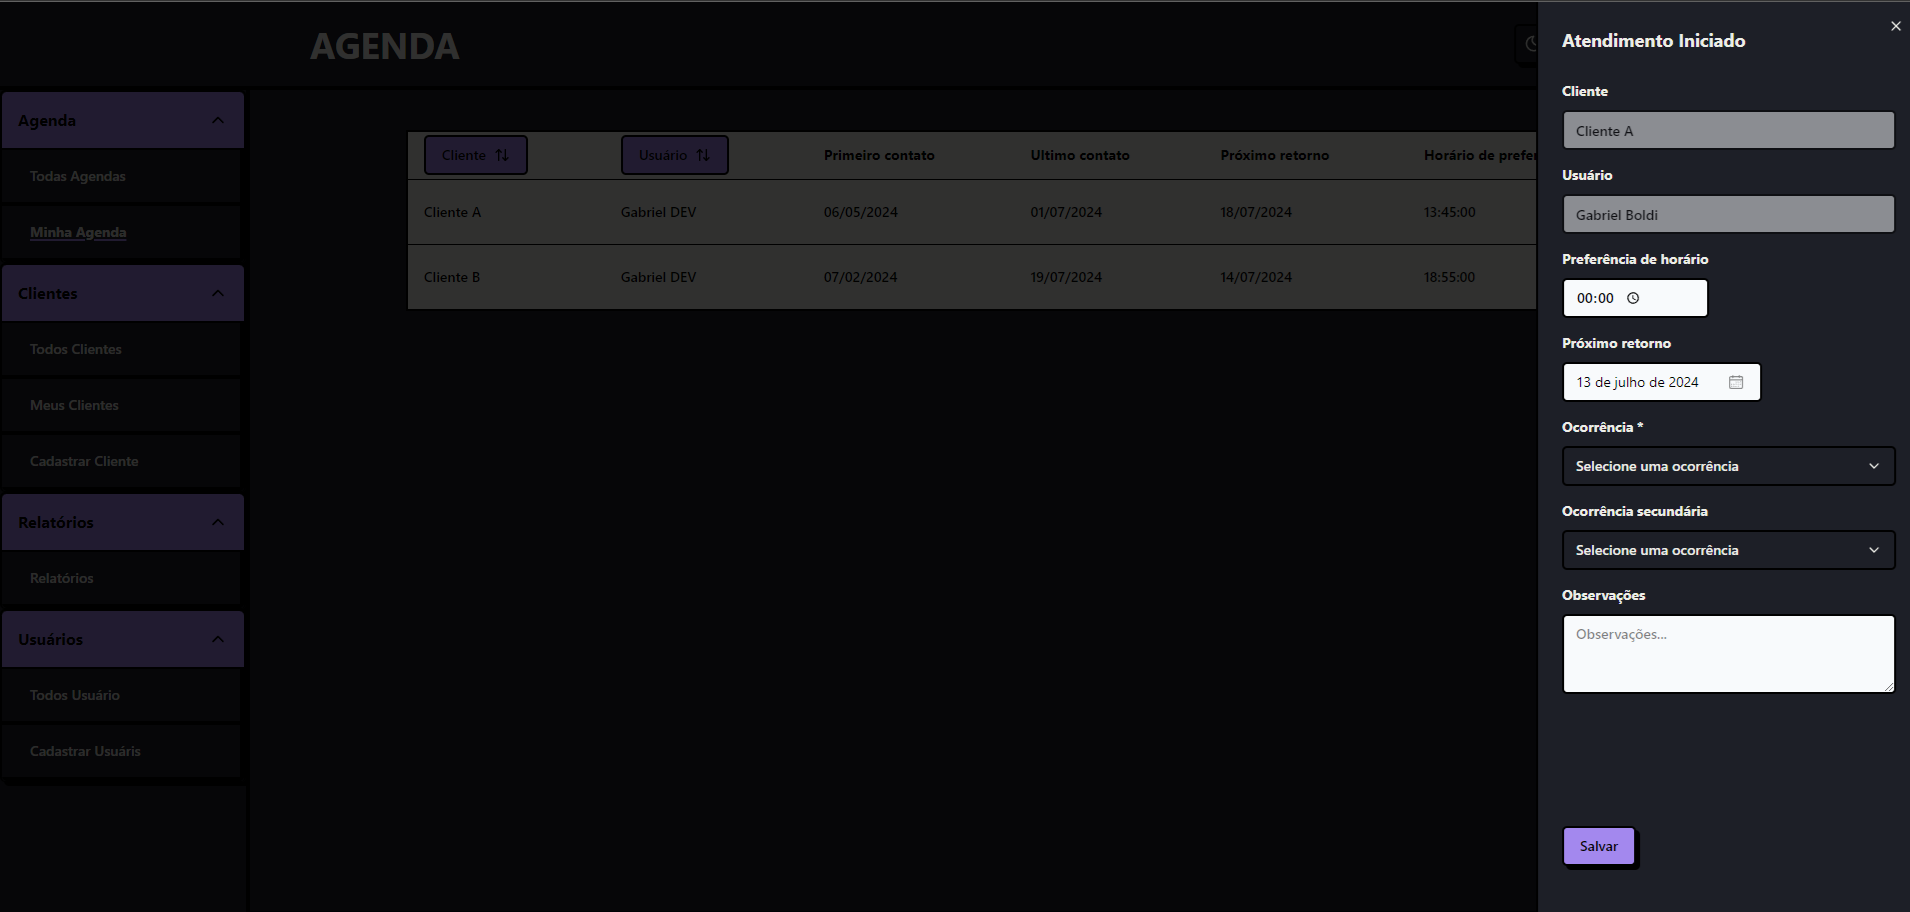 AGENDA
Agenda
Todas Agendas
Minha Agenda
Clientes
Todos Clientes
Meus Clientes
Cadastrar Cliente
Relatórios
Relatórios
Usuários
Todos Usuário
Cadastrar Usuáris
Cliente Usuário Primeiro contato Ultimo contato Próximo retorno Horário de prefer
Cliente A Gabriel DEV 06/05/2024 01/07/2024 18/07/2024 13:45:00
Cliente B Gabriel DEV 07/02/2024 19/07/2024 14/07/2024 18:55:00
Atendimento Iniciado
Cliente
Cliente A
Usuário
Gabriel Boldi
Preferência de horário
00:00
Próximo retorno
13 de julho de 2024
Ocorrência *
Selecione uma ocorrência
Ocorrência secundária
Selecione uma ocorrência
Observações
Observações...
Salvar